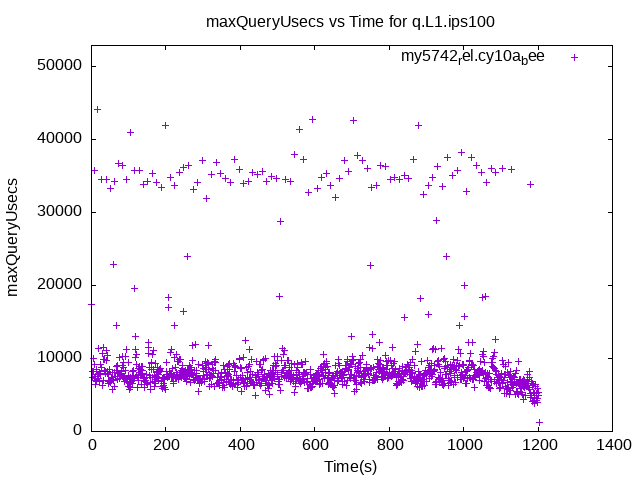 maxQueryUsecs vs Time for q.L1.ips100
my5742rel.cy10abee
50000
40000
30000
20000
10000
0
maxQueryUsecs
0 200 400 600 800 1000 1200 1400
Time(s)